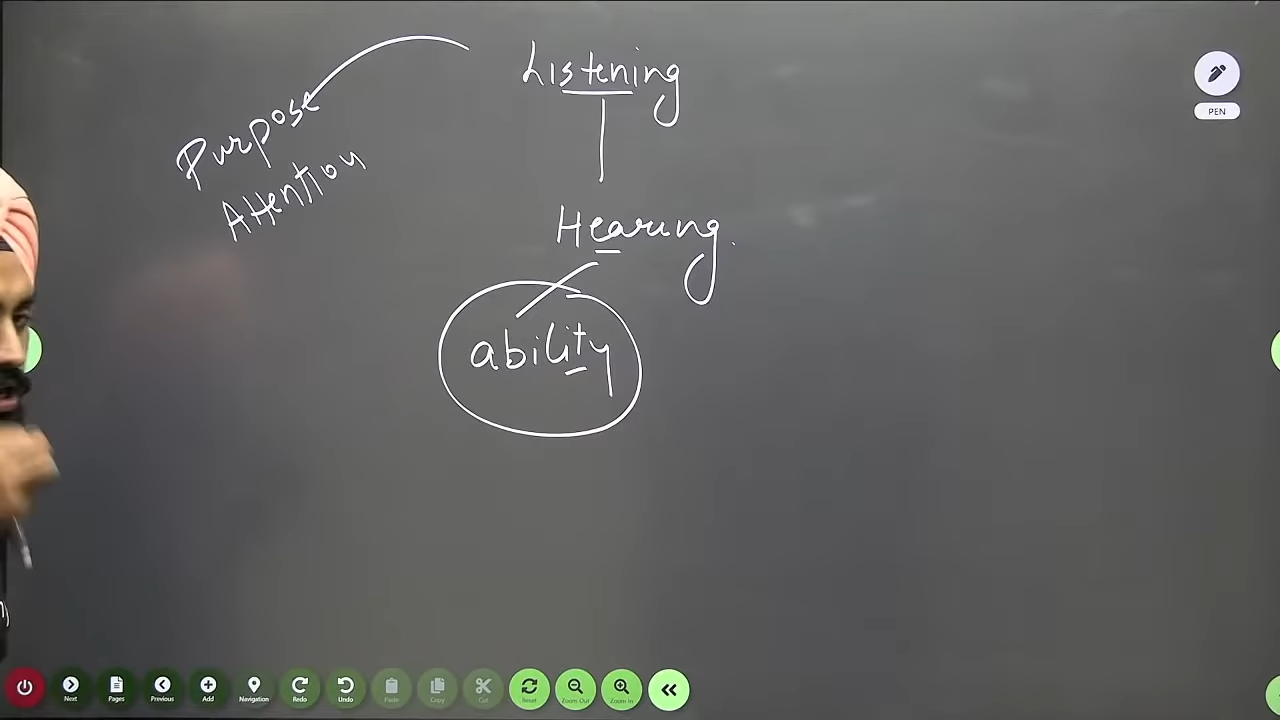 Listening
Purpose
Attention
Hearing.
ability
PEN
Next
Pages
Previous
Add
Navigation
Redo
Undo
Paste
Copy
Cut
Reset
Zoom Out
Zoom In